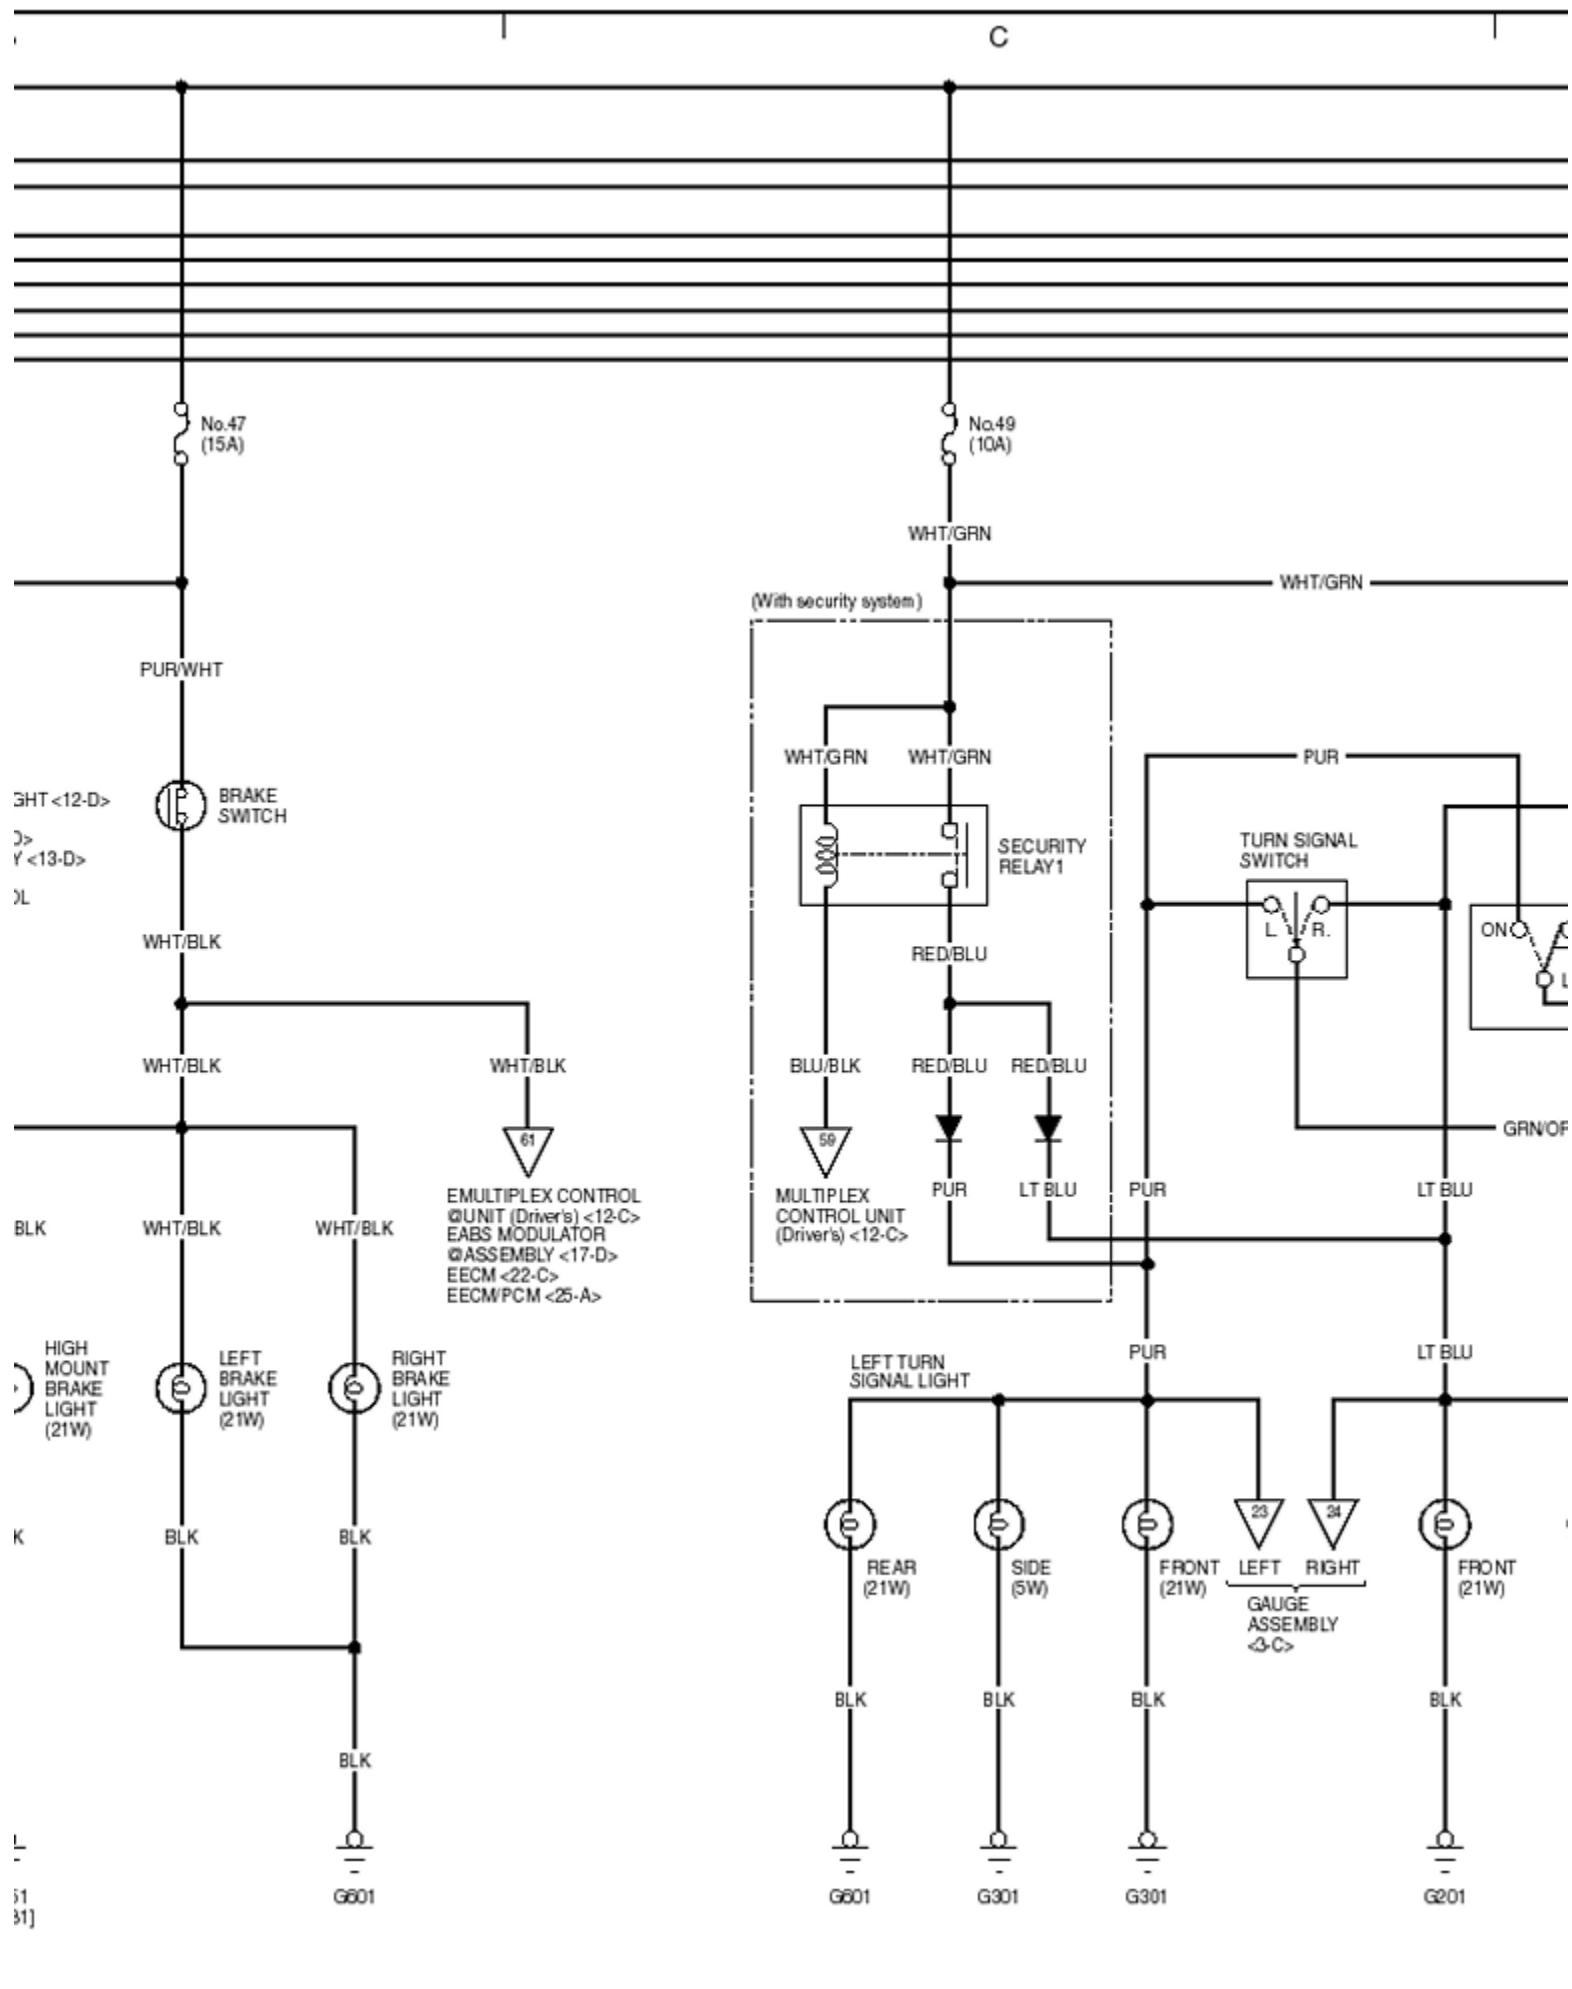 C
No.47
(15A)
No.49
(10A)
WHT/GRN
WHT/GRN
(With security system)
PUR/WHT
WHT/GRN
WHT/GRN
PUR
GHT <12-D>
D>
Y <13-D>
OL
BRAKE
SWITCH
SECURITY
RELAY1
TURN SIGNAL
SWITCH
L.
R.
ON
WHT/BLK
RED/BLU
WHT/BLK
WHT/BLK
BLU/BLK
RED/BLU
RED/BLU
GRN/OR
61
59
EMULTIPLEX CONTROL
@UNIT (Driver's) <12-C>
EABS MODULATOR
@ASSEMBLY <17-D>
EECM <22-C>
EECM/PCM <25-A>
MULTIPLEX
CONTROL UNIT
(Driver's) <12-C>
PUR
LT BLU
PUR
LT BLU
BLK
WHT/BLK
WHT/BLK
HIGH
MOUNT
BRAKE
LIGHT
(21W)
LEFT
BRAKE
LIGHT
(21W)
RIGHT
BRAKE
LIGHT
(21W)
LEFT TURN
SIGNAL LIGHT
PUR
LT BLU
23
24
K
BLK
BLK
REAR
(21W)
SIDE
(5W)
FRONT
(21W)
LEFT
RIGHT
GAUGE
ASSEMBLY
<3-C>
FRONT
(21W)
BLK
BLK
BLK
BLK
BLK
51
31]
G601
G601
G301
G301
G201